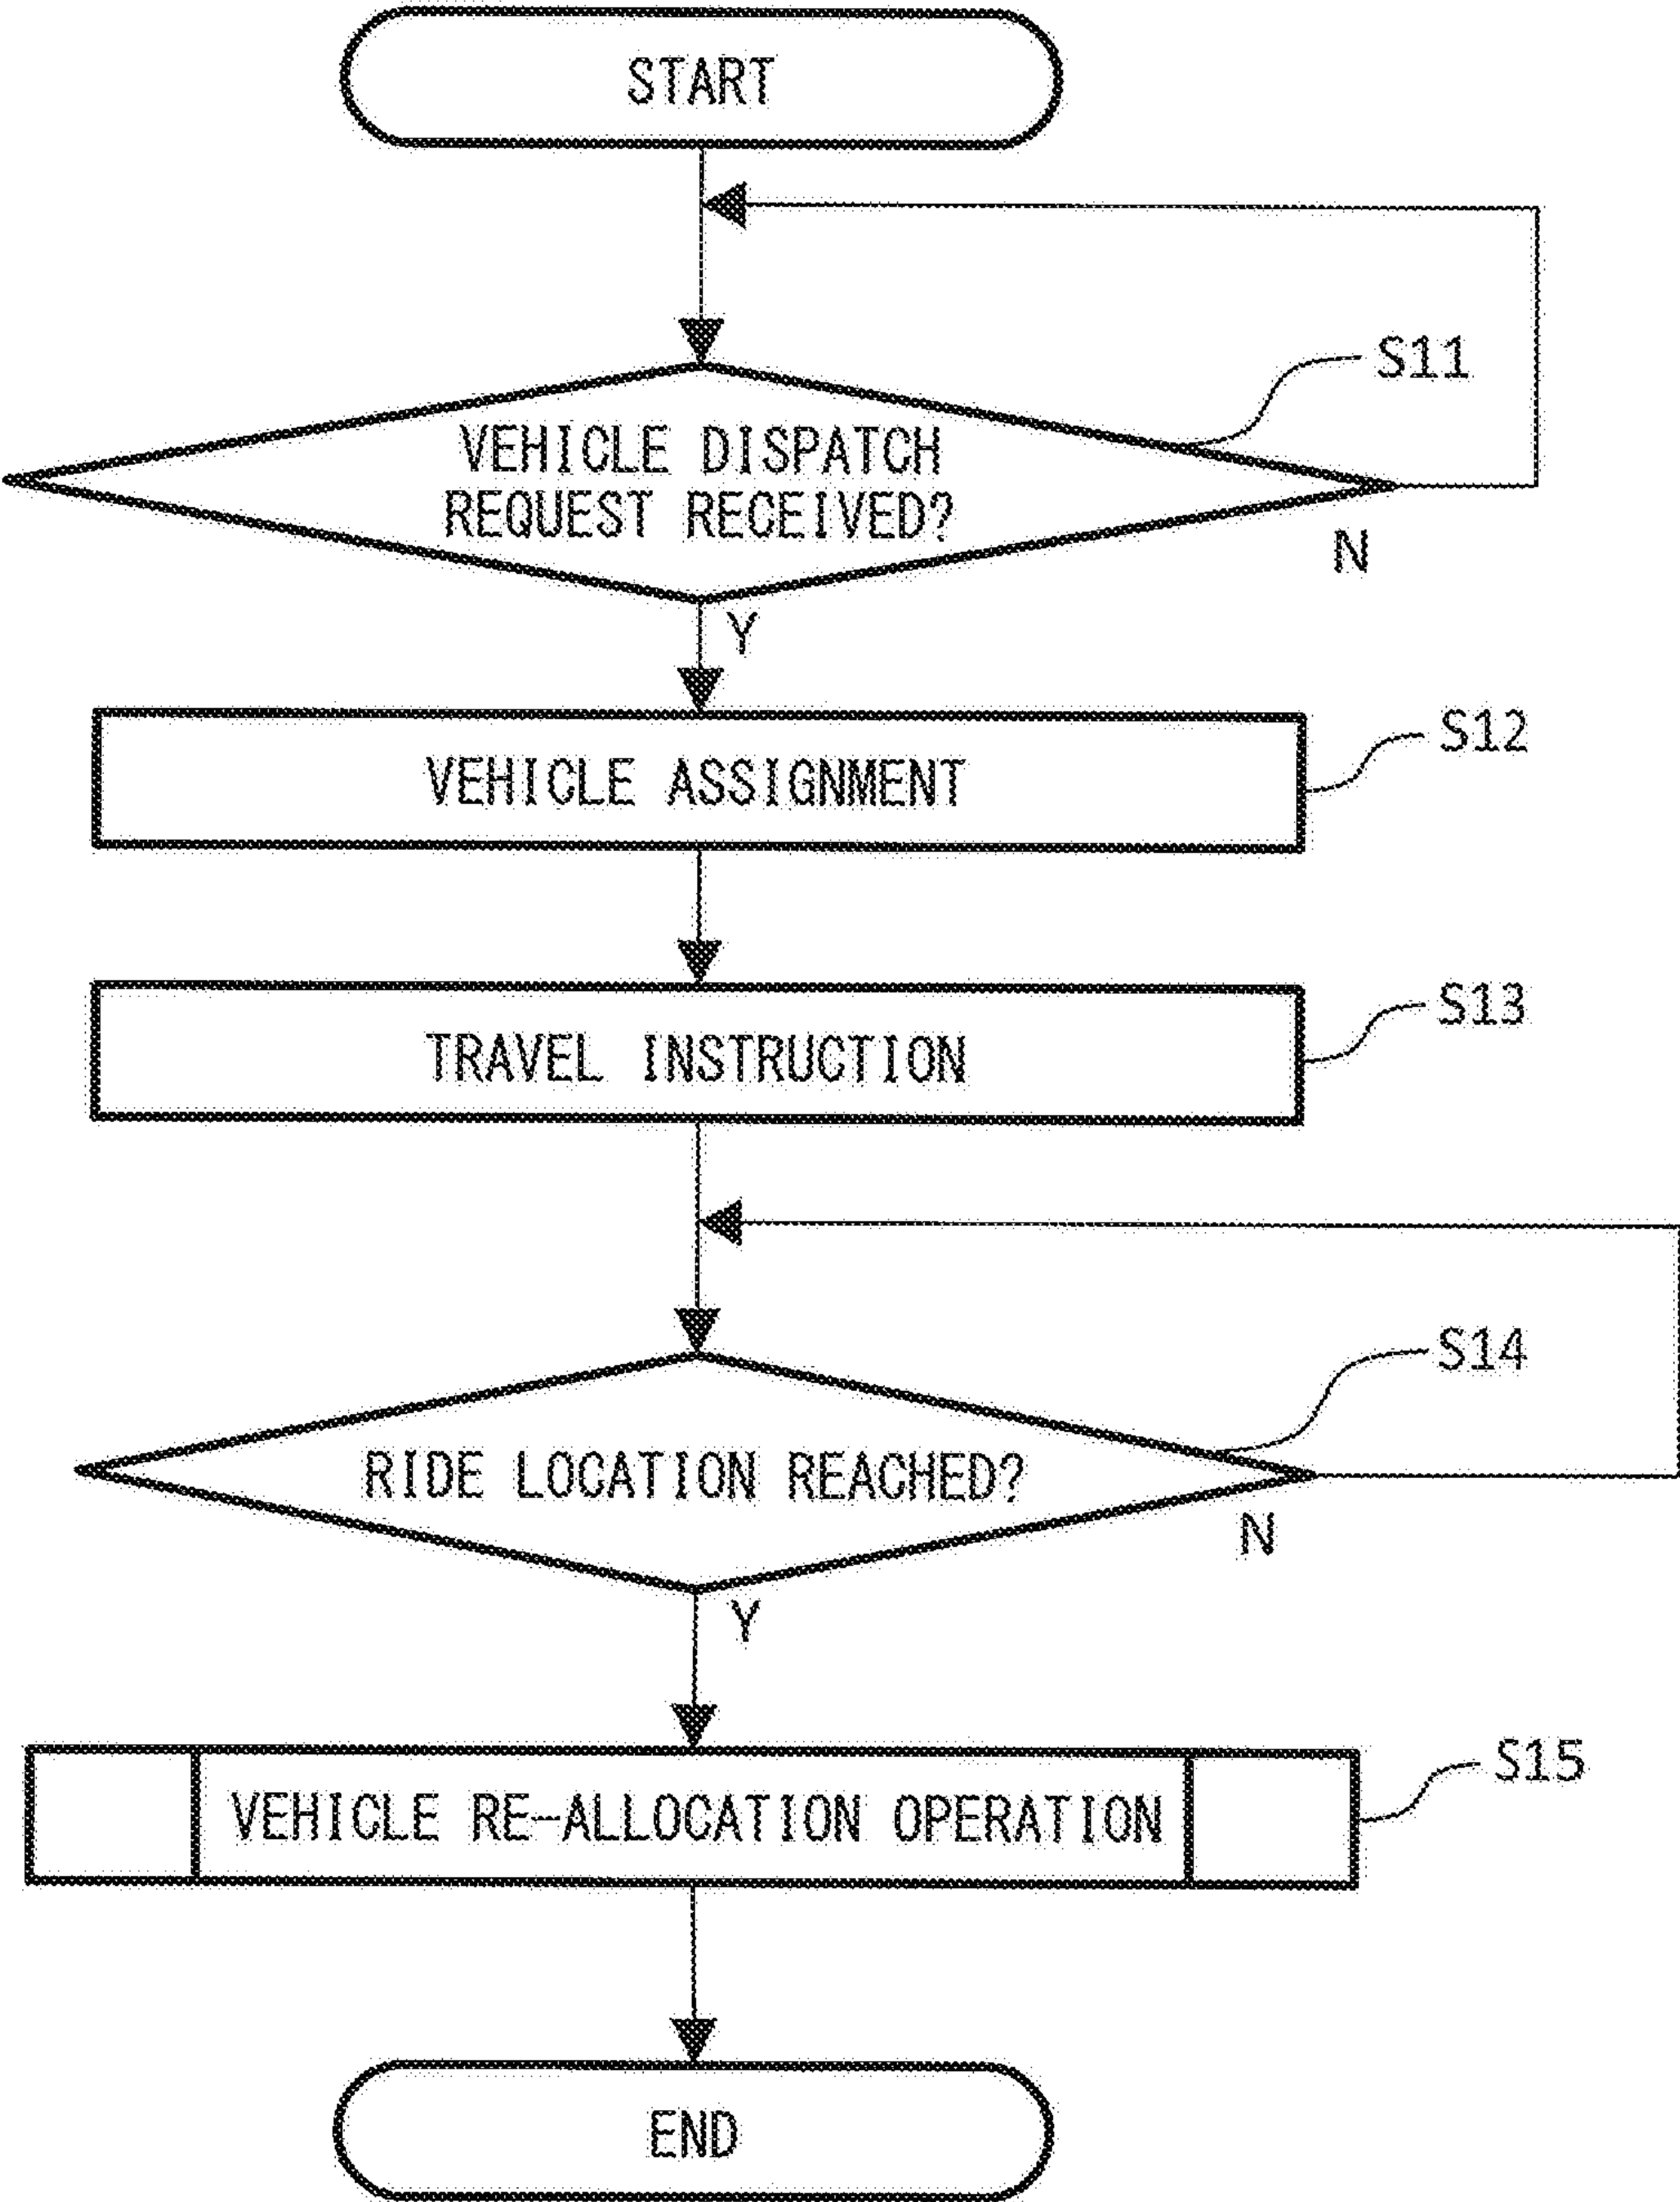 START
S11
VEHICLE DISPATCH
REQUEST RECEIVED?
N
Y
S12
VEHICLE ASSIGNMENT
S13
TRAVEL INSTRUCTION
S14
RIDE LOCATION REACHED?
N
Y
S15
VEHICLE RE-ALLOCATION OPERATION
END